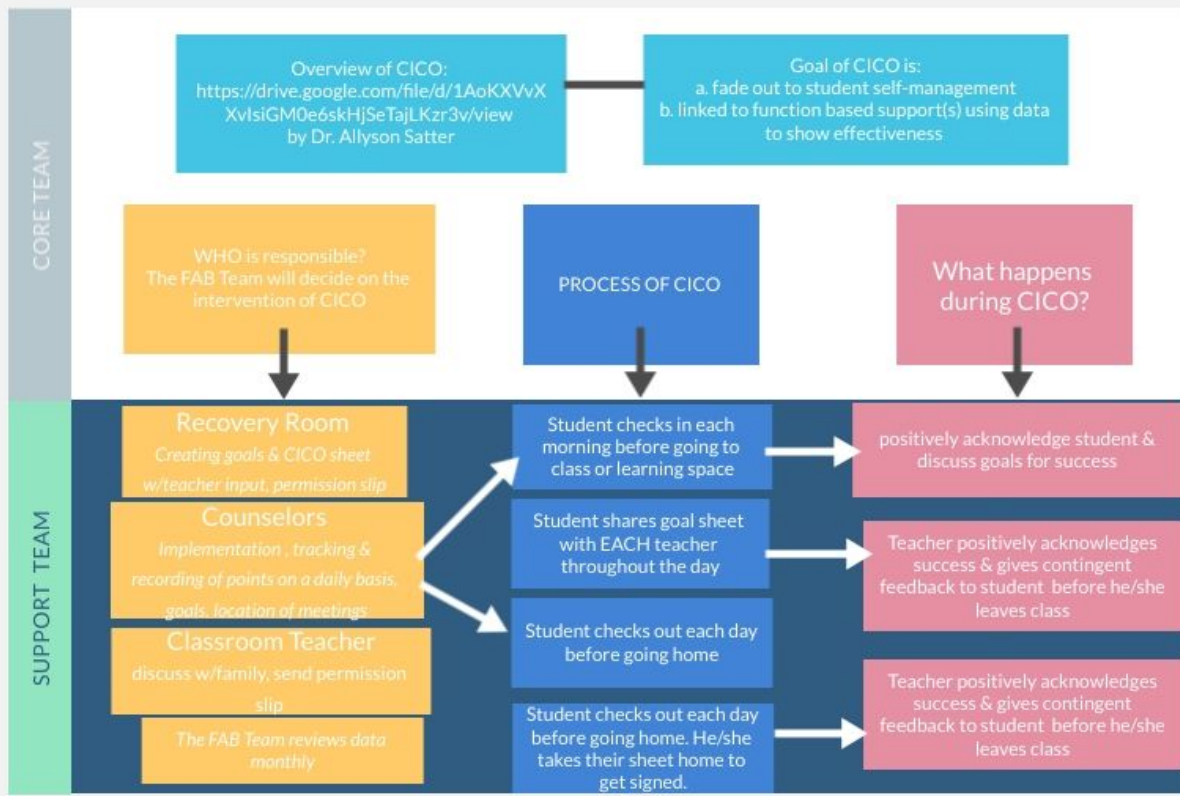 CORE TEAM
Overview of CICO:
https://drive.google.com/file/d/1AoKXVvX
XvIsiGM0e6skHjSeTajLKzr3v/view
by Dr. Allyson Satter
Goal of CICO is:
a. fade out to student self-management
b. linked to function based support(s) using data
to show effectiveness
WHO is responsible?
The FAB Team will decide on the
intervention of CICO
PROCESS OF CICO
What happens
during CICO?
SUPPORT TEAM
Recovery Room
Creating goals & CICO sheet
w/teacher input, permission slip
Counselors
Implementation , tracking &
recording of points on a daily basis.
goals, location of meetings
Classroom Teacher
discuss w/family, send permission
slip
The FAB Team reviews data
monthly
Student checks in each
morning before going to
class or learning space
Student shares goal sheet
with EACH teacher
throughout the day
Student checks out each day
before going home
Student checks out each day
before going home. He/she
takes their sheet home to
get signed.
positively acknowledge student &
discuss goals for success
Teacher positively acknowledges
success & gives contingent
feedback to student before he/she
leaves class
Teacher positively acknowledges
success & gives contingent
feedback to student before he/she
leaves class